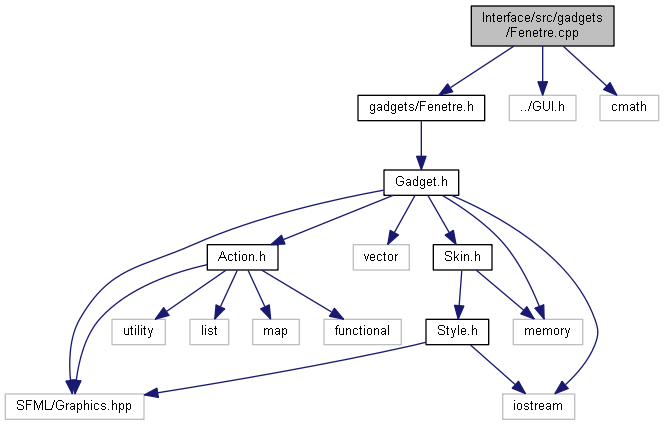 Interface/src/gadgets
/Fenetre.cpp
gadgets/Fenetre.h
../GUI.h
cmath
Gadget.h
Action.h
vector
Skin.h
utility
list
map
functional
Style.h
memory
SFML/Graphics.hpp
iostream